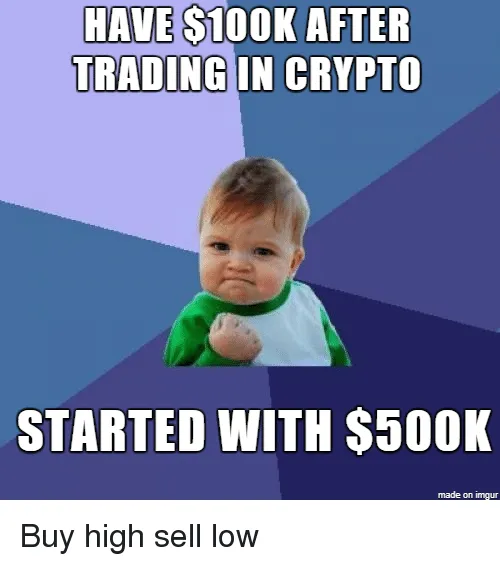 HAVE $100K AFTER
TRADING IN CRYPTO
STARTED WITH $500K
made on imgur
Buy high sell low